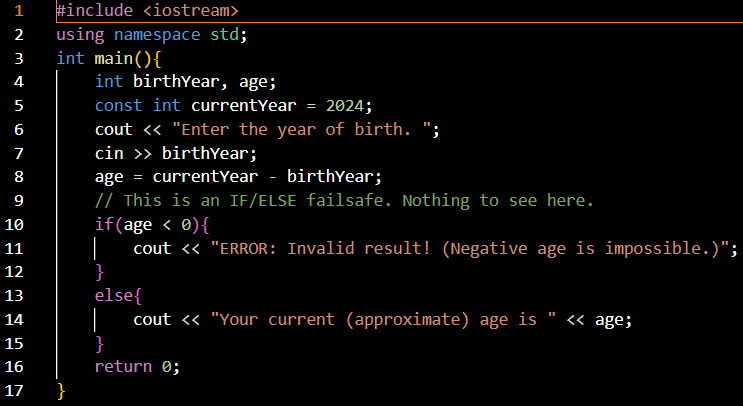 1 #include <iostream>
2 using namespace std;
3 int main(){
4     int birthYear, age;
5     const int currentYear = 2024;
6     cout << "Enter the year of birth. ";
7     cin >> birthYear;
8     age = currentYear - birthYear;
9     // This is an IF/ELSE failsafe. Nothing to see here.
10     if(age < 0){
11         cout << "ERROR: Invalid result! (Negative age is impossible.)";
12     }
13     else{
14         cout << "Your current (approximate) age is " << age;
15     }
16     return 0;
17 }